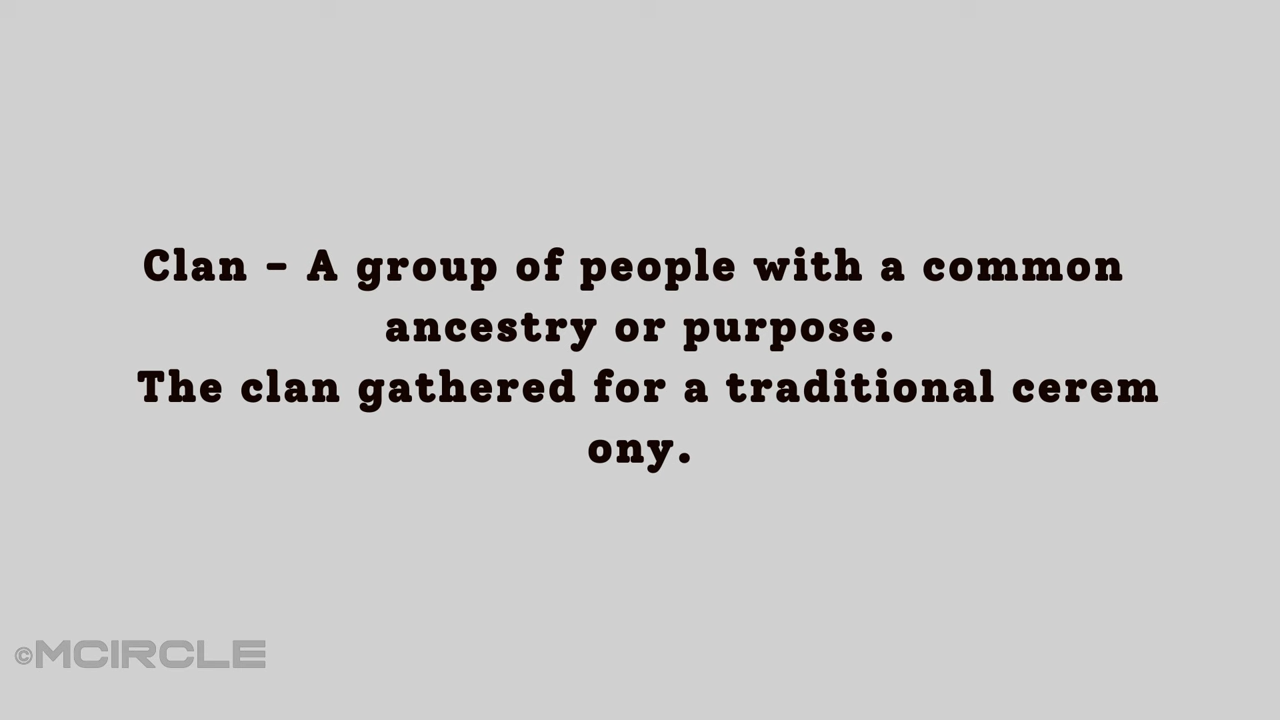 Clan - A group of people with a common
ancestry or purpose.
The clan gathered for a traditional cerem
ony.
©MCIRCLE